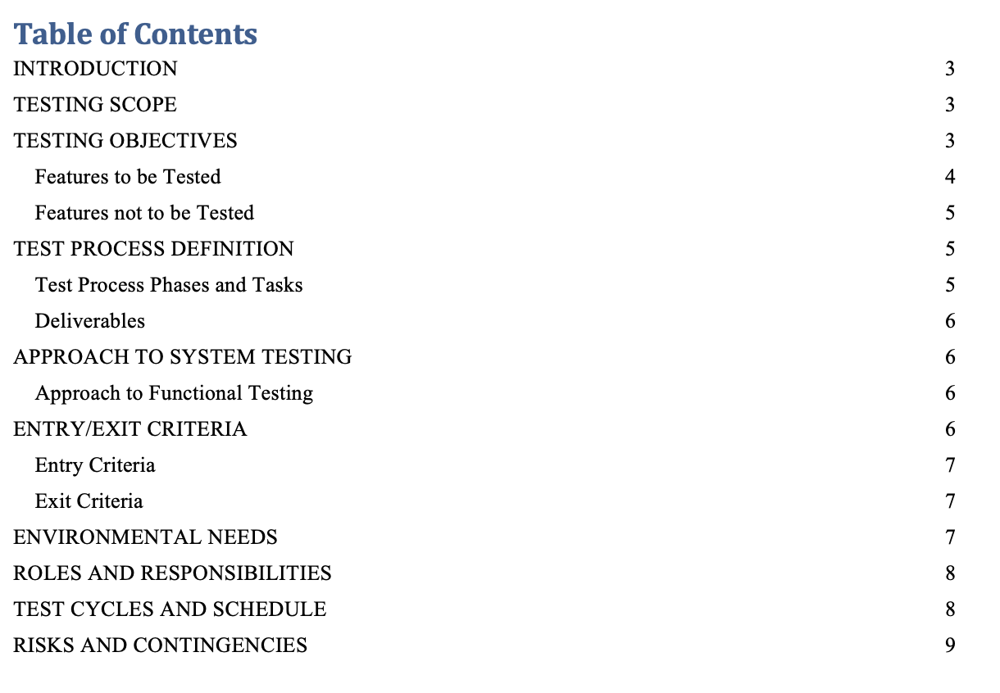 Table of Contents
INTRODUCTION 3
TESTING SCOPE 3
TESTING OBJECTIVES 3
Features to be Tested 4
Features not to be Tested 5
TEST PROCESS DEFINITION 5
Test Process Phases and Tasks 5
Deliverables 6
APPROACH TO SYSTEM TESTING 6
Approach to Functional Testing 6
ENTRY/EXIT CRITERIA 6
Entry Criteria 7
Exit Criteria 7
ENVIRONMENTAL NEEDS 7
ROLES AND RESPONSIBILITIES 8
TEST CYCLES AND SCHEDULE 8
RISKS AND CONTINGENCIES 9